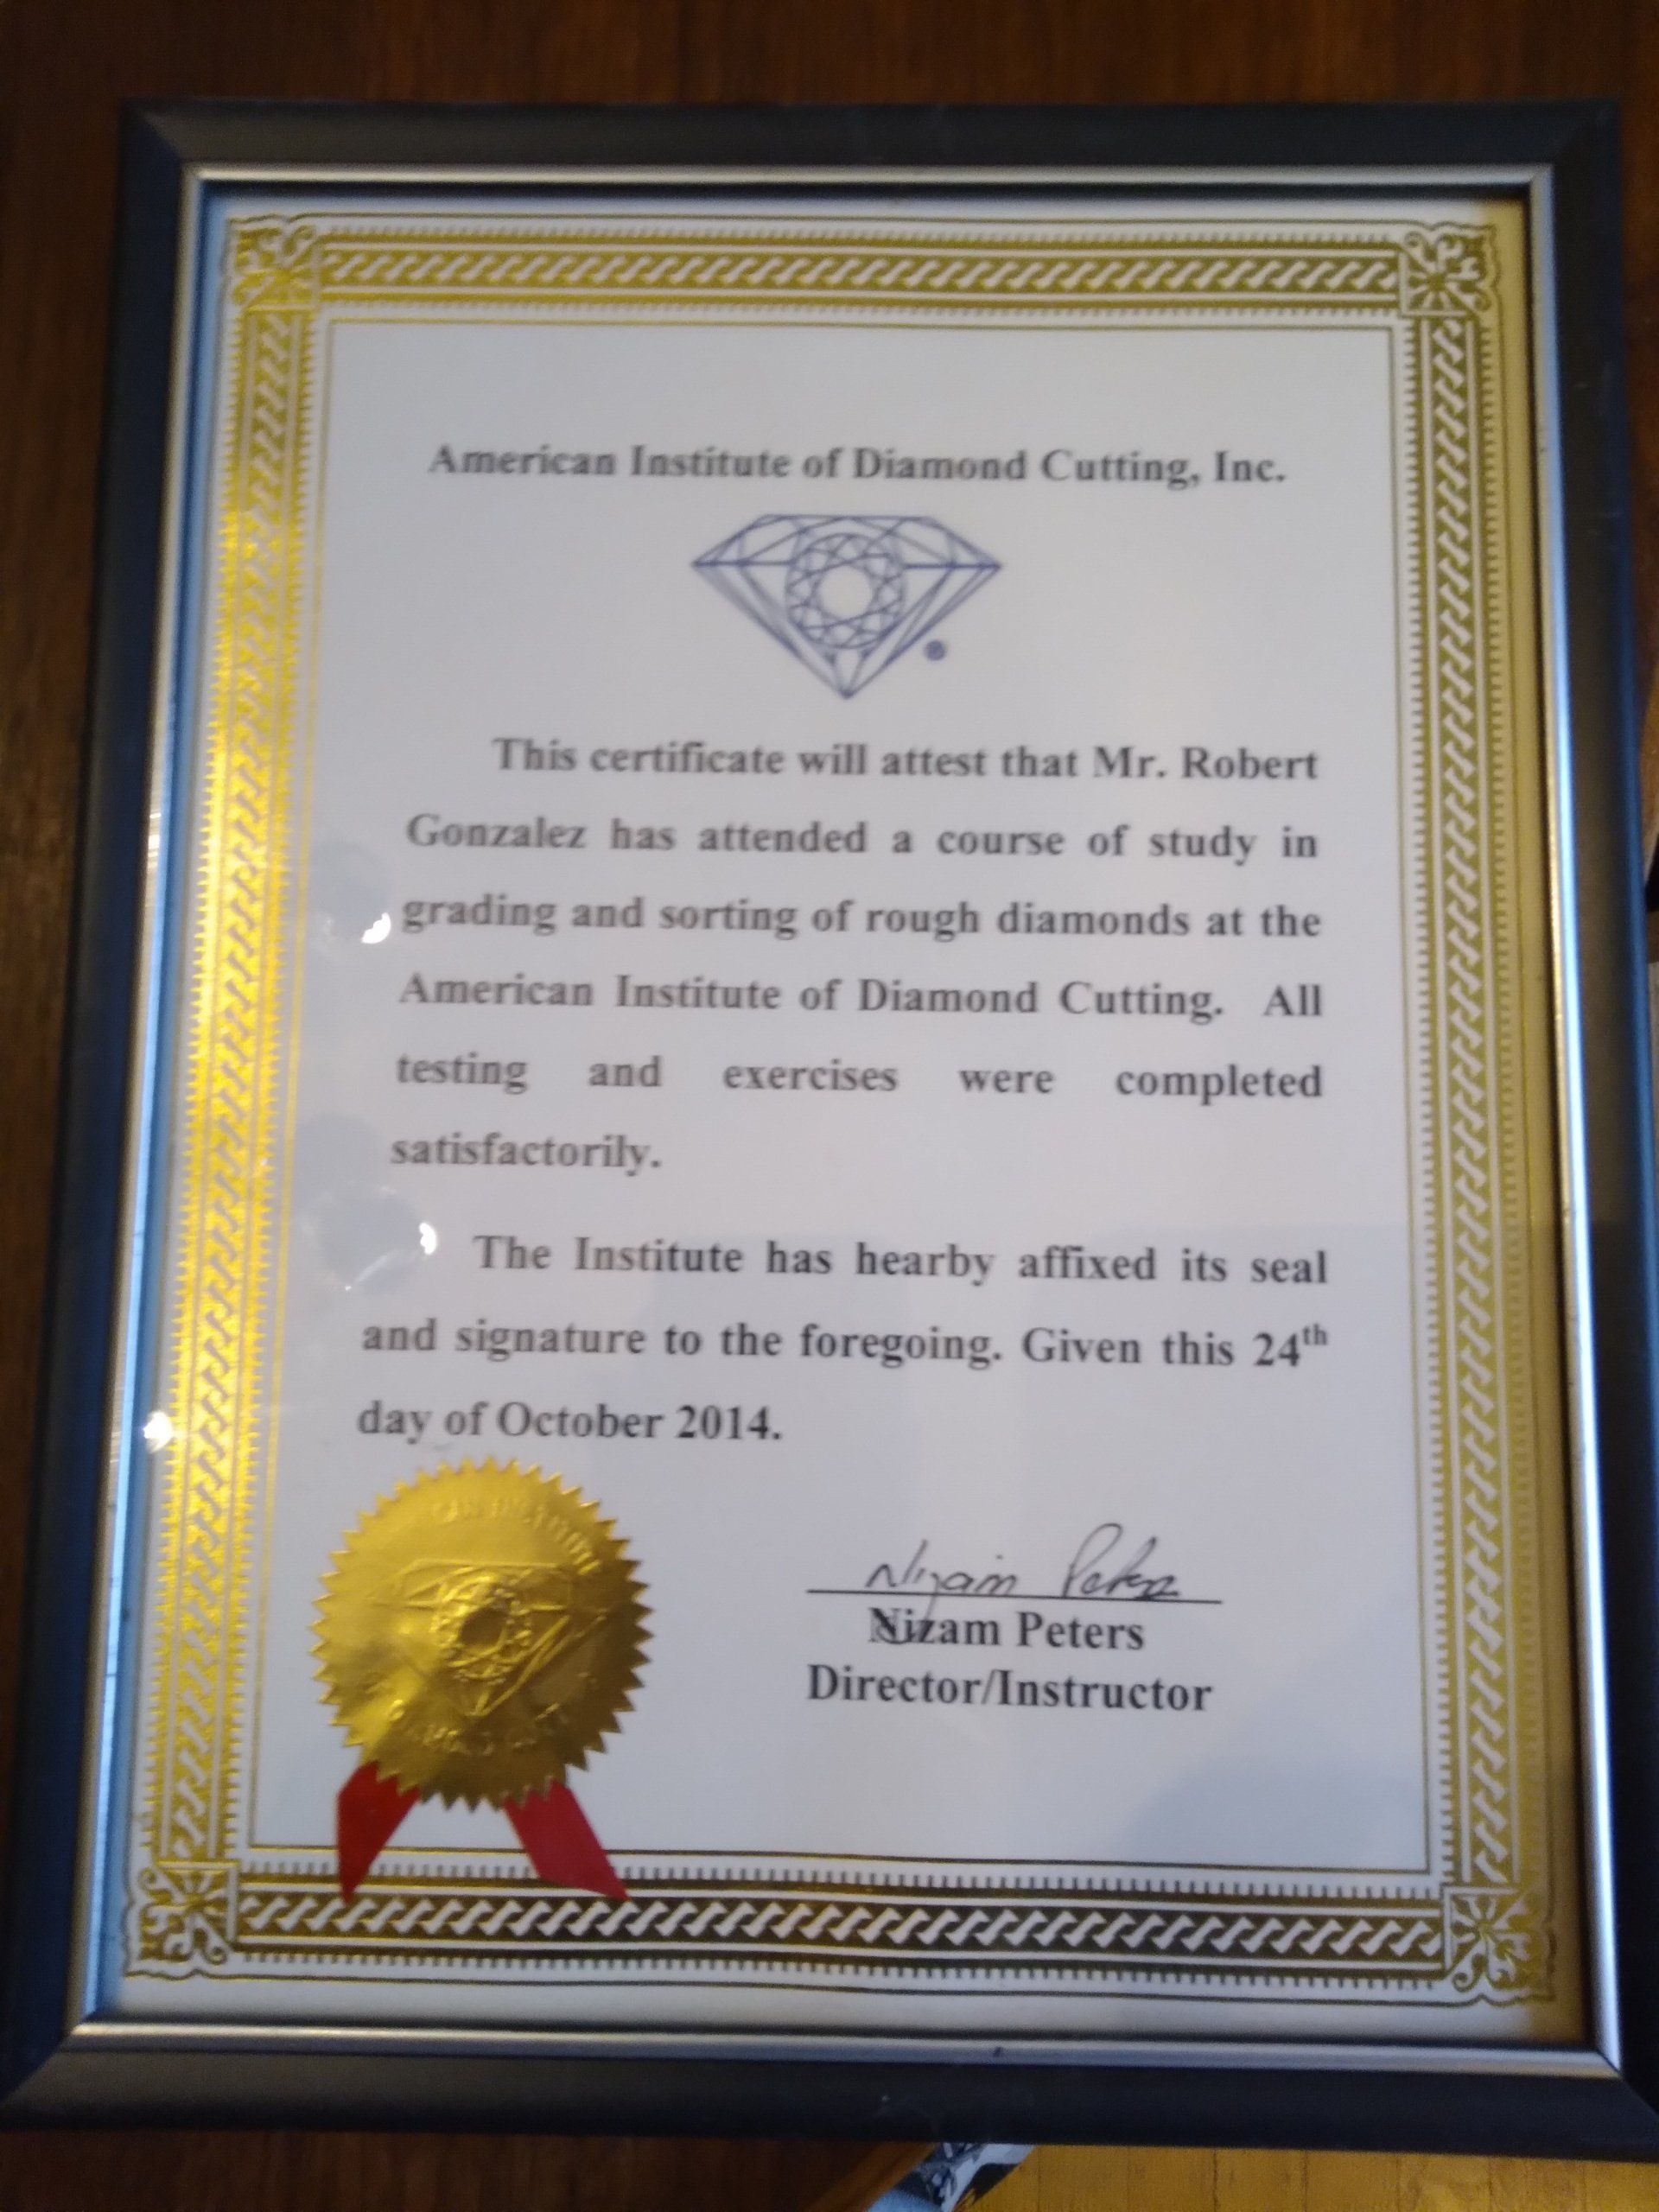 American Institute of Diamond Cutting, Inc.
®
This certificate will attest that Mr. Robert
Gonzalez has attended a course of study in
grading and sorting of rough diamonds at the
American Institute of Diamond Cutting. All
testing and exercises were completed
satisfactorily.
The Institute has hearby affixed its seal
and signature to the foregoing. Given this 24th
day of October 2014.
INSTITUTE
Nizam Peters
Nizam Peters
Director/Instructor